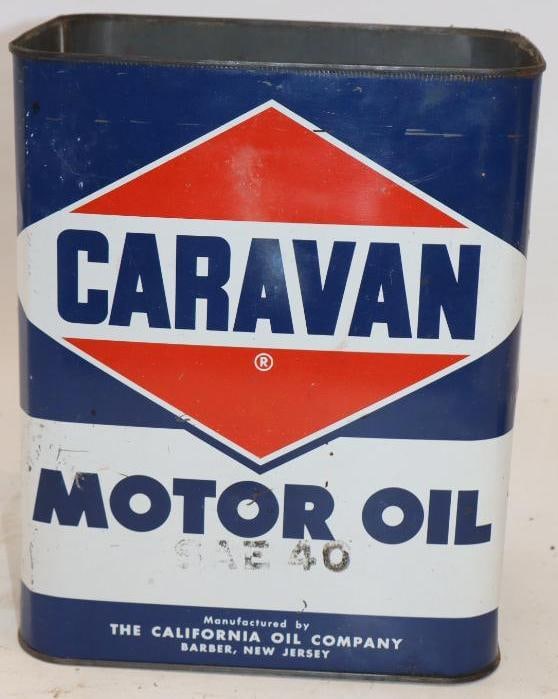 CARAVAN
®
MOTOR OIL
SAE 40
Manufactured by
THE CALIFORNIA OIL COMPANY
BARBER, NEW JERSEY